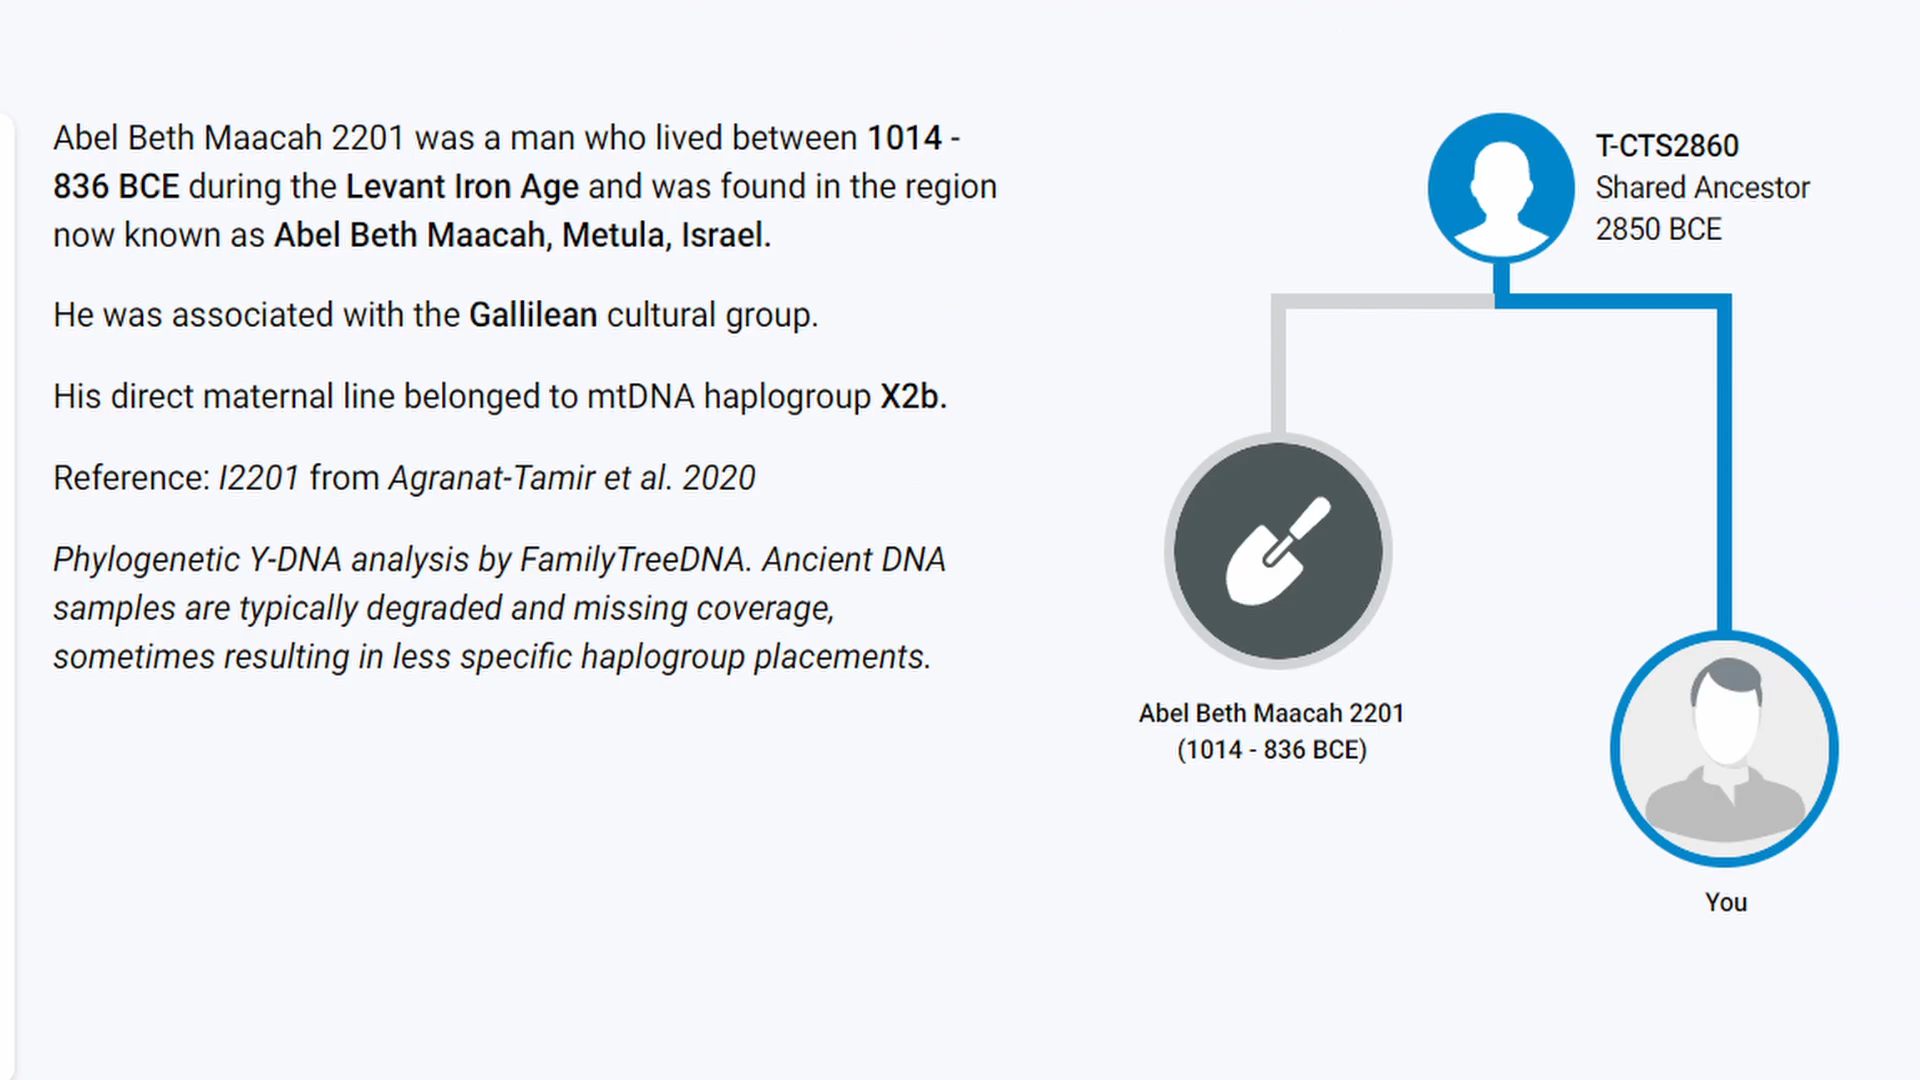 Abel Beth Maacah 2201 was a man who lived between 1014 -
836 BCE during the Levant Iron Age and was found in the region
now known as Abel Beth Maacah, Metula, Israel.
He was associated with the Gallilean cultural group.
His direct maternal line belonged to mtDNA haplogroup X2b.
Reference: I2201 from Agranat-Tamir et al. 2020
Phylogenetic Y-DNA analysis by FamilyTreeDNA. Ancient DNA
samples are typically degraded and missing coverage,
sometimes resulting in less specific haplogroup placements.
T-CTS2860
Shared Ancestor
2850 BCE
Abel Beth Maacah 2201
(1014 - 836 BCE)
You